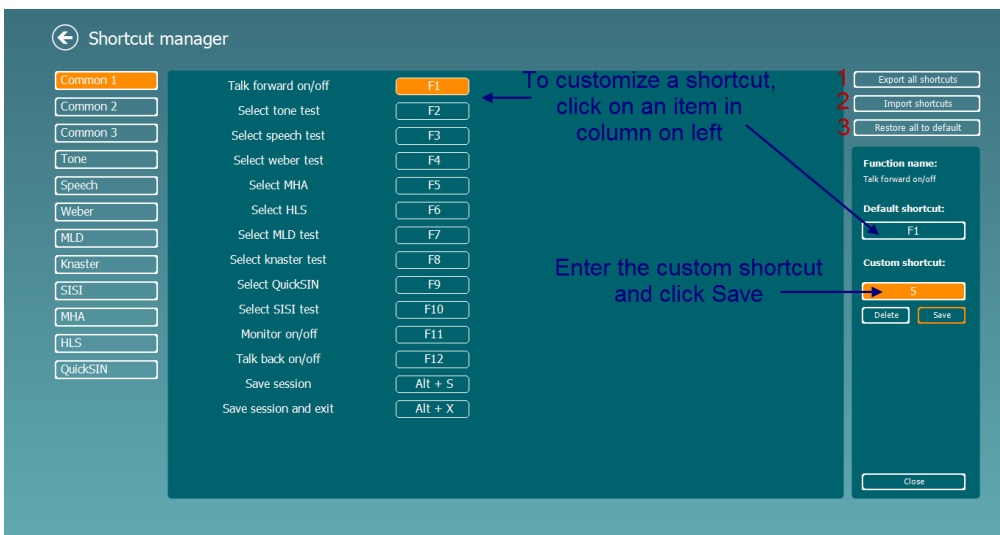 Shortcut manager
Common 1
Common 2
Common 3
Tone
Speech
Weber
MLD
Knaster
SISI
MHA
HLS
QuickSIN
Talk forward on/off F1
Select tone test F2
Select speech test F3
Select weber test F4
Select MHA F5
Select HLS F6
Select MLD test F7
Select knaster test F8
Select QuickSIN F9
Select SISI test F10
Monitor on/off F11
Talk back on/off F12
Save session Alt + S
Save session and exit Alt + X
To customize a shortcut,
click on an item in
column on left
Enter the custom shortcut
and click Save
1 Export all shortcuts
2 Import shortcuts
3 Restore all to default
Function name:
Talk forward on/off
Default shortcut:
F1
Custom shortcut:
5
Delete Save
Close